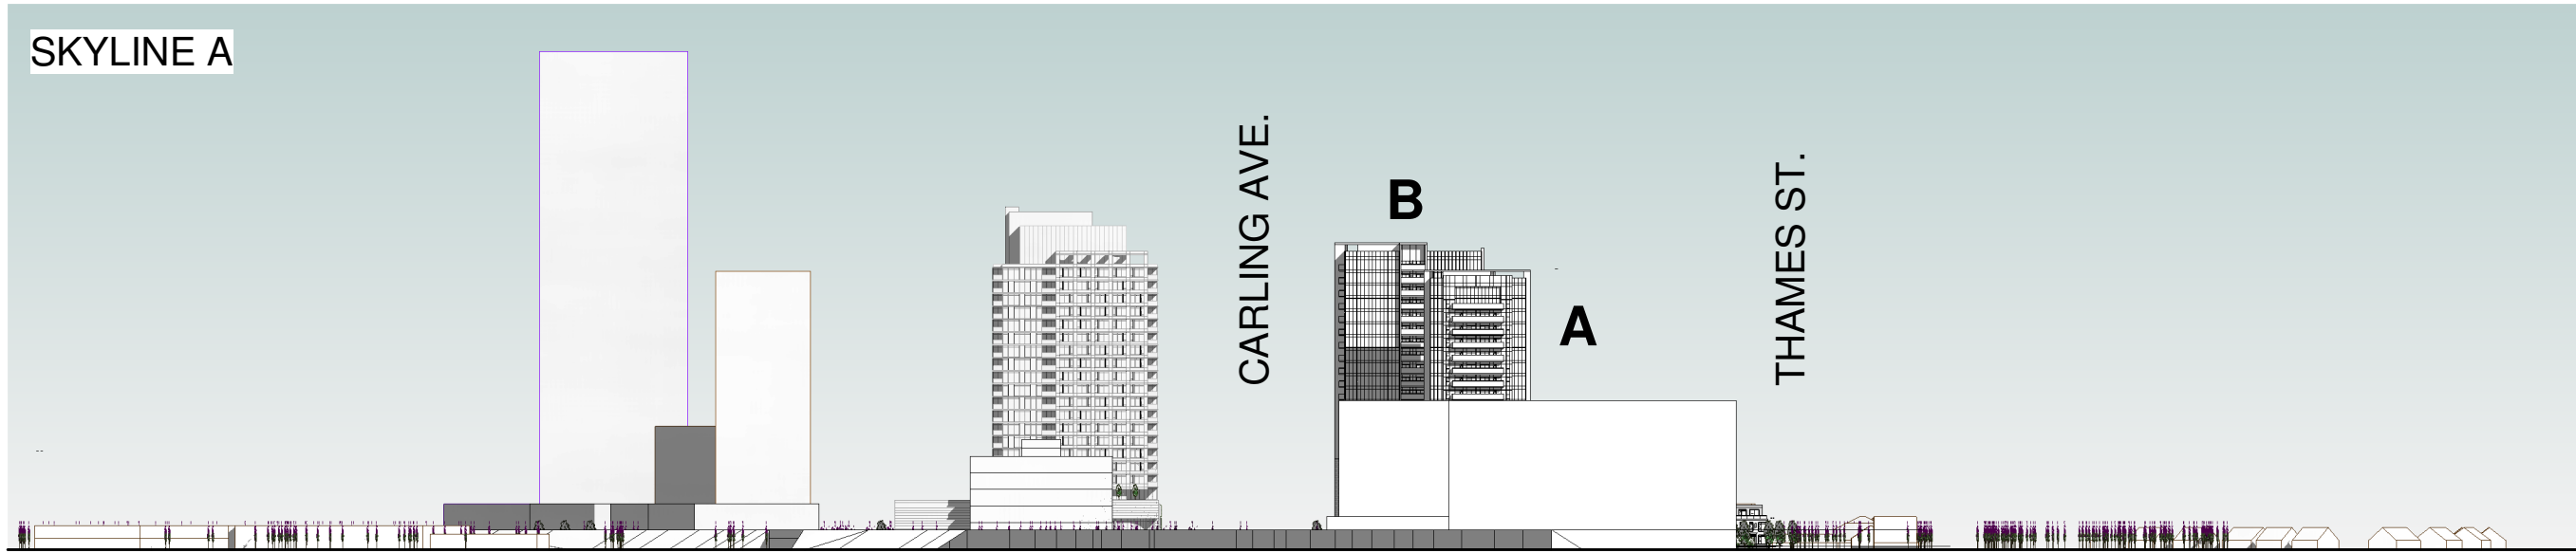 SKYLINE A
CARLING AVE.
B
A
THAMES ST.